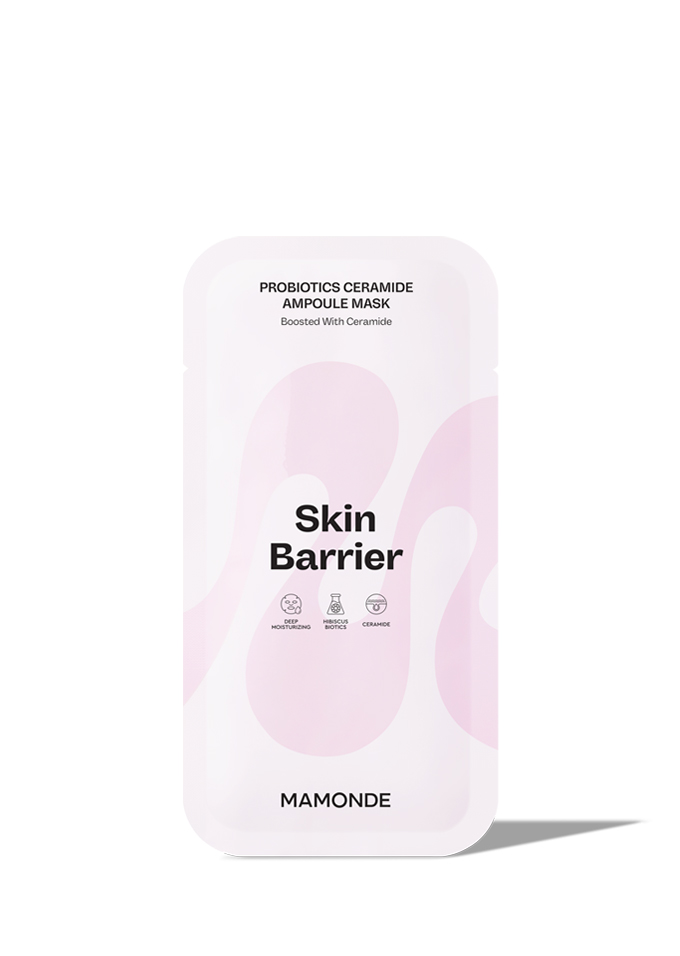 PROBIOTICS CERAMIDE
AMPOULE MASK
Boosted With Ceramide
Skin
Barrier
DEEP
MOISTURIZING
HIBISCUS
BIOTICS
CERAMIDE
MAMONDE